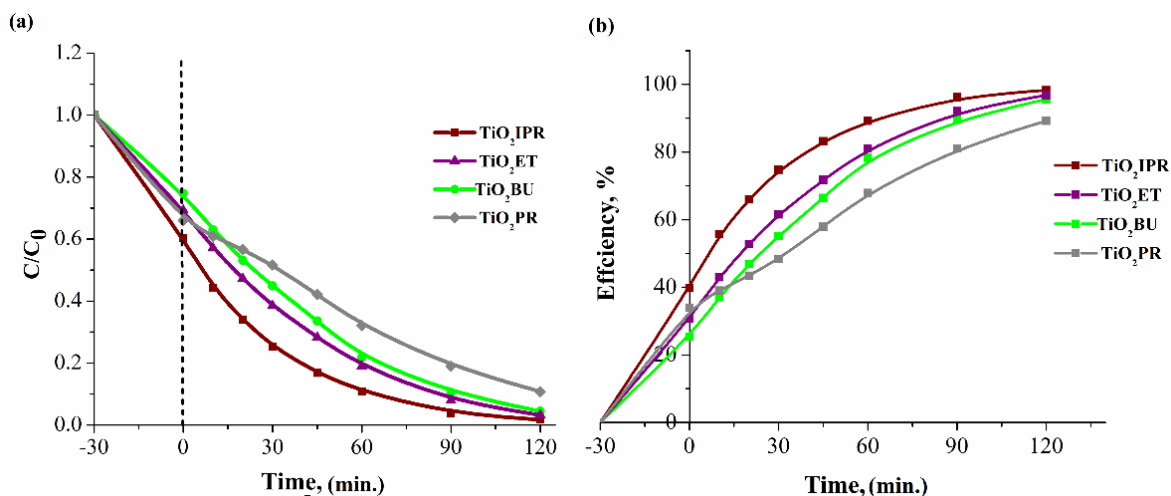 (a)
1.2
1.0
0.8
0.6
0.4
0.2
0.0
C/C0
-30 0 30 60 90 120
Time, (min.)
TiO2IPR
TiO2ET
TiO2BU
TiO2PR
(b)
100
80
60
40
20
0
Effciency, %
-30 0 30 60 90 120
Time, (min.)
TiO2IPR
TiO2ET
TiO2BU
TiO2PR